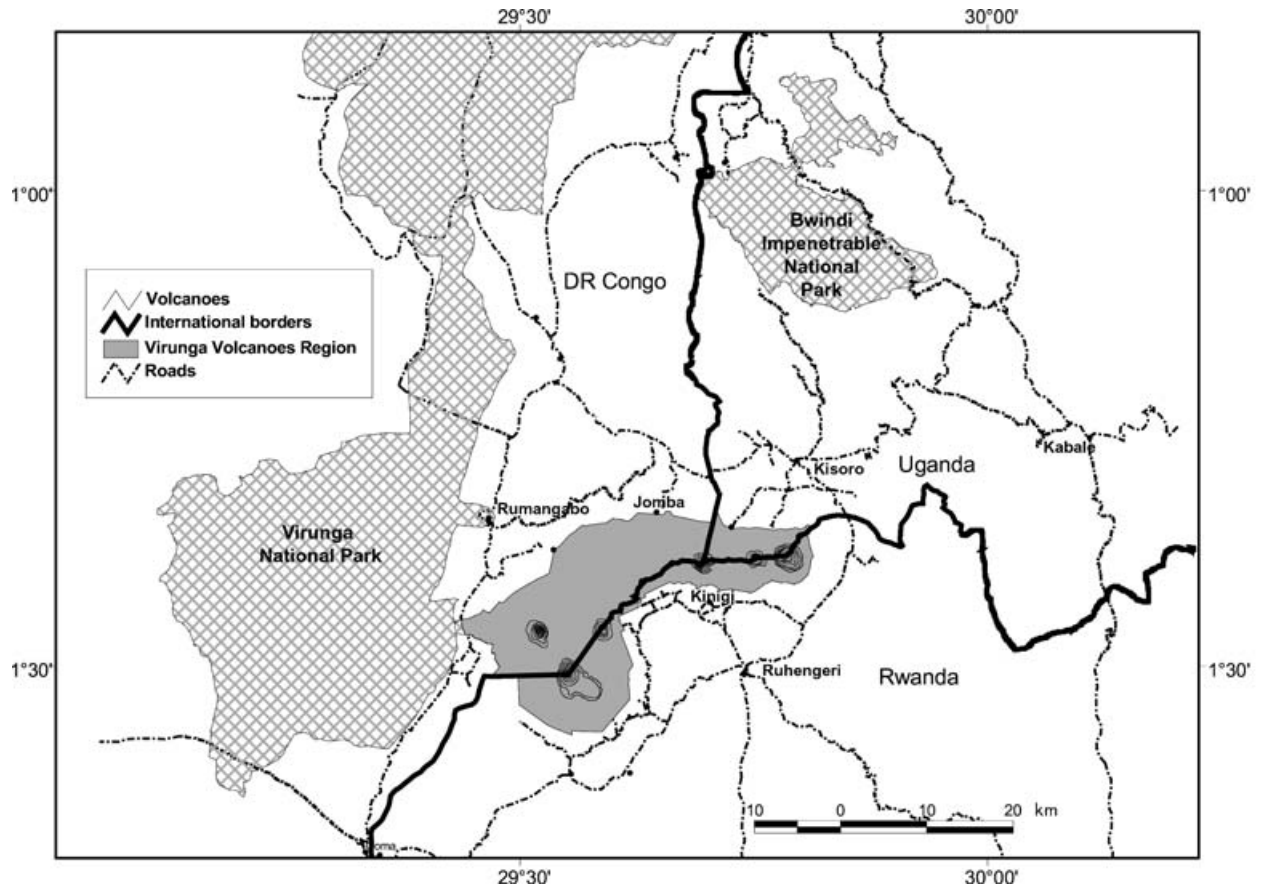 29°30' 30°00'
1°00' 1°00'
Bwindi
Impenetrable
National
Park
DR Congo
Volcanoes
International borders
Virunga Volcanoes Region
Roads
Kabale
Kisoro
Uganda
Rumangabo
Jomba
Virunga
National Park
Kinigi
1°30' 1°30'
Ruhengeri
Rwanda
10 0 10 20 km
29°30' 30°00'